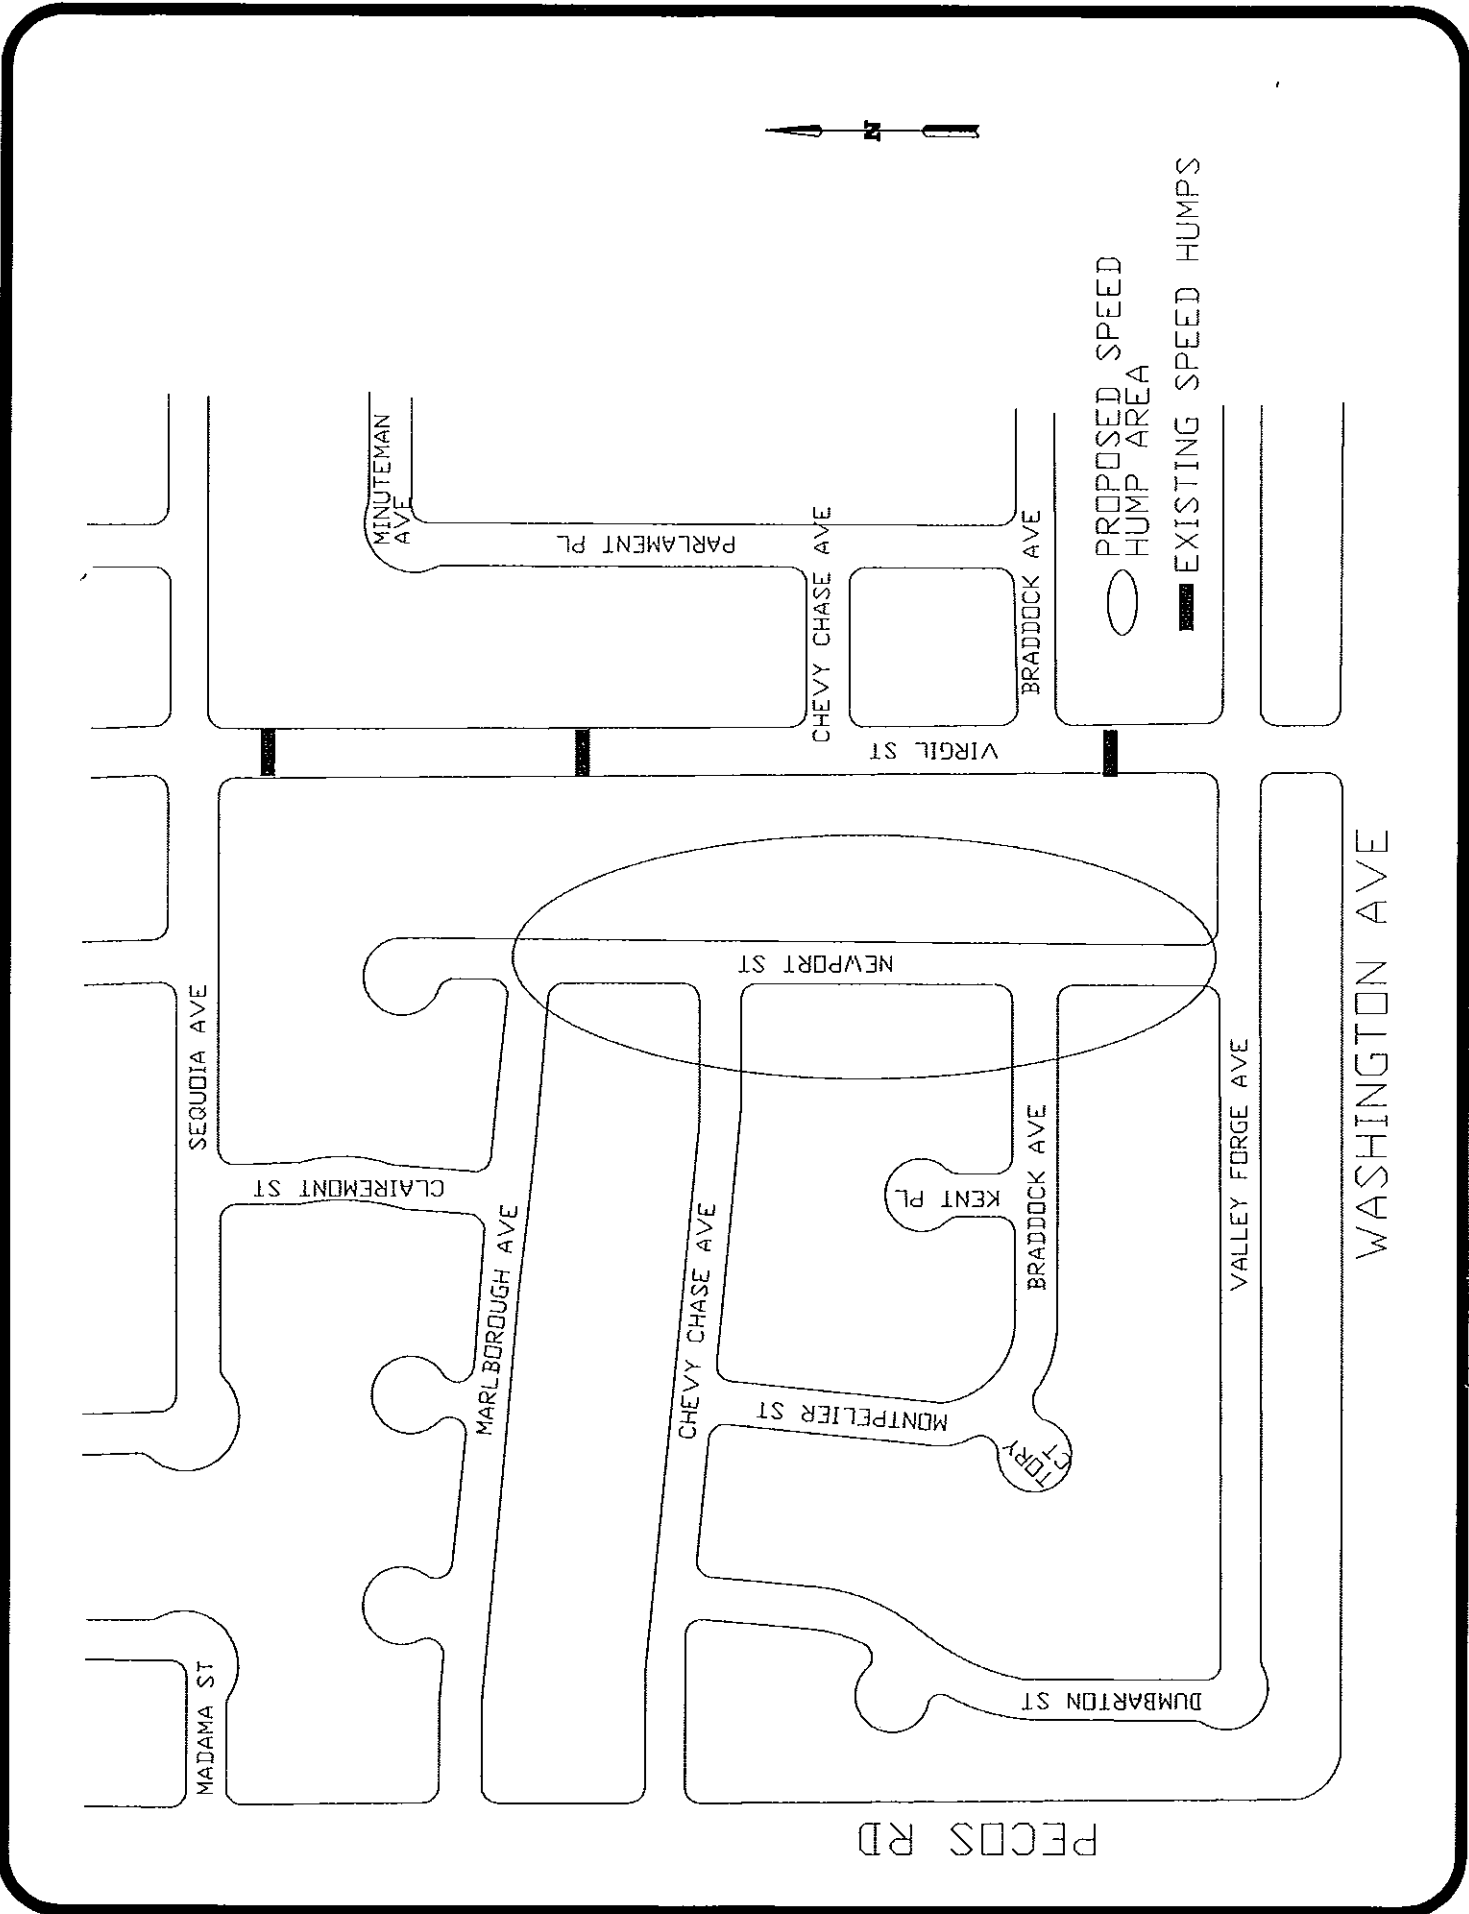 N
PROPOSED SPEED
HUMP AREA
EXISTING SPEED HUMPS
MINUTEMAN
AVE
PARLAMENT PL
CHEVY CHASE AVE
BRADDOCK AVE
VIRGIL ST
NEWPORT ST
SEQUOIA AVE
CLAIREMONT ST
MARLBOROUGH AVE
CHEVY CHASE AVE
KENT PL
BRADDOCK AVE
VALLEY FORGE AVE
WASHINGTON AVE
MONTPELIER ST
TORY
CT
MADAMA ST
DUMBARTON ST
PECOS RD